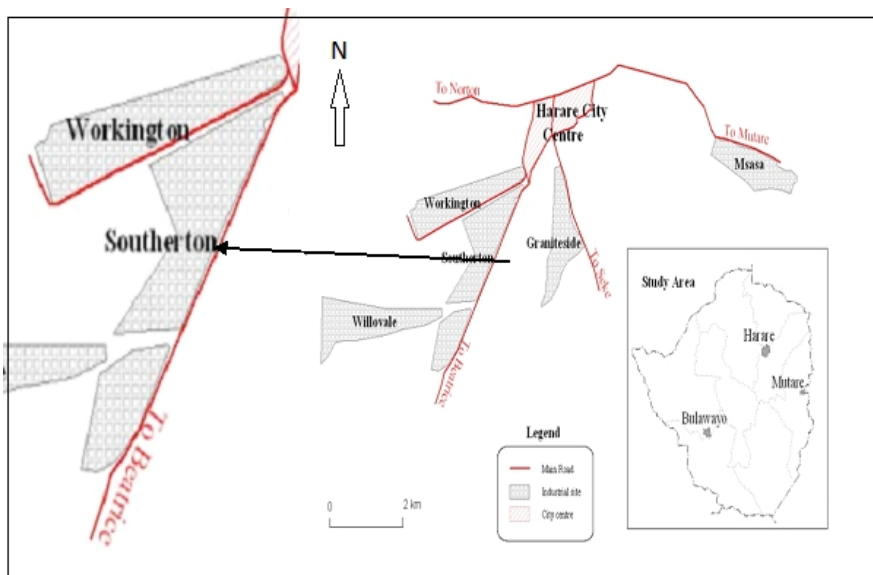 N
Workington
Southerton
To Beatrice
To Norton
Harare City
Centre
To Mutare
Msasa
Workington
Southerton
Graniteside
To Seke
Willovale
To Beatrice
Study Area
Harare
Mutare
Bulawayo
Legend
Main Road
Industrial site
City centre
0
2 km